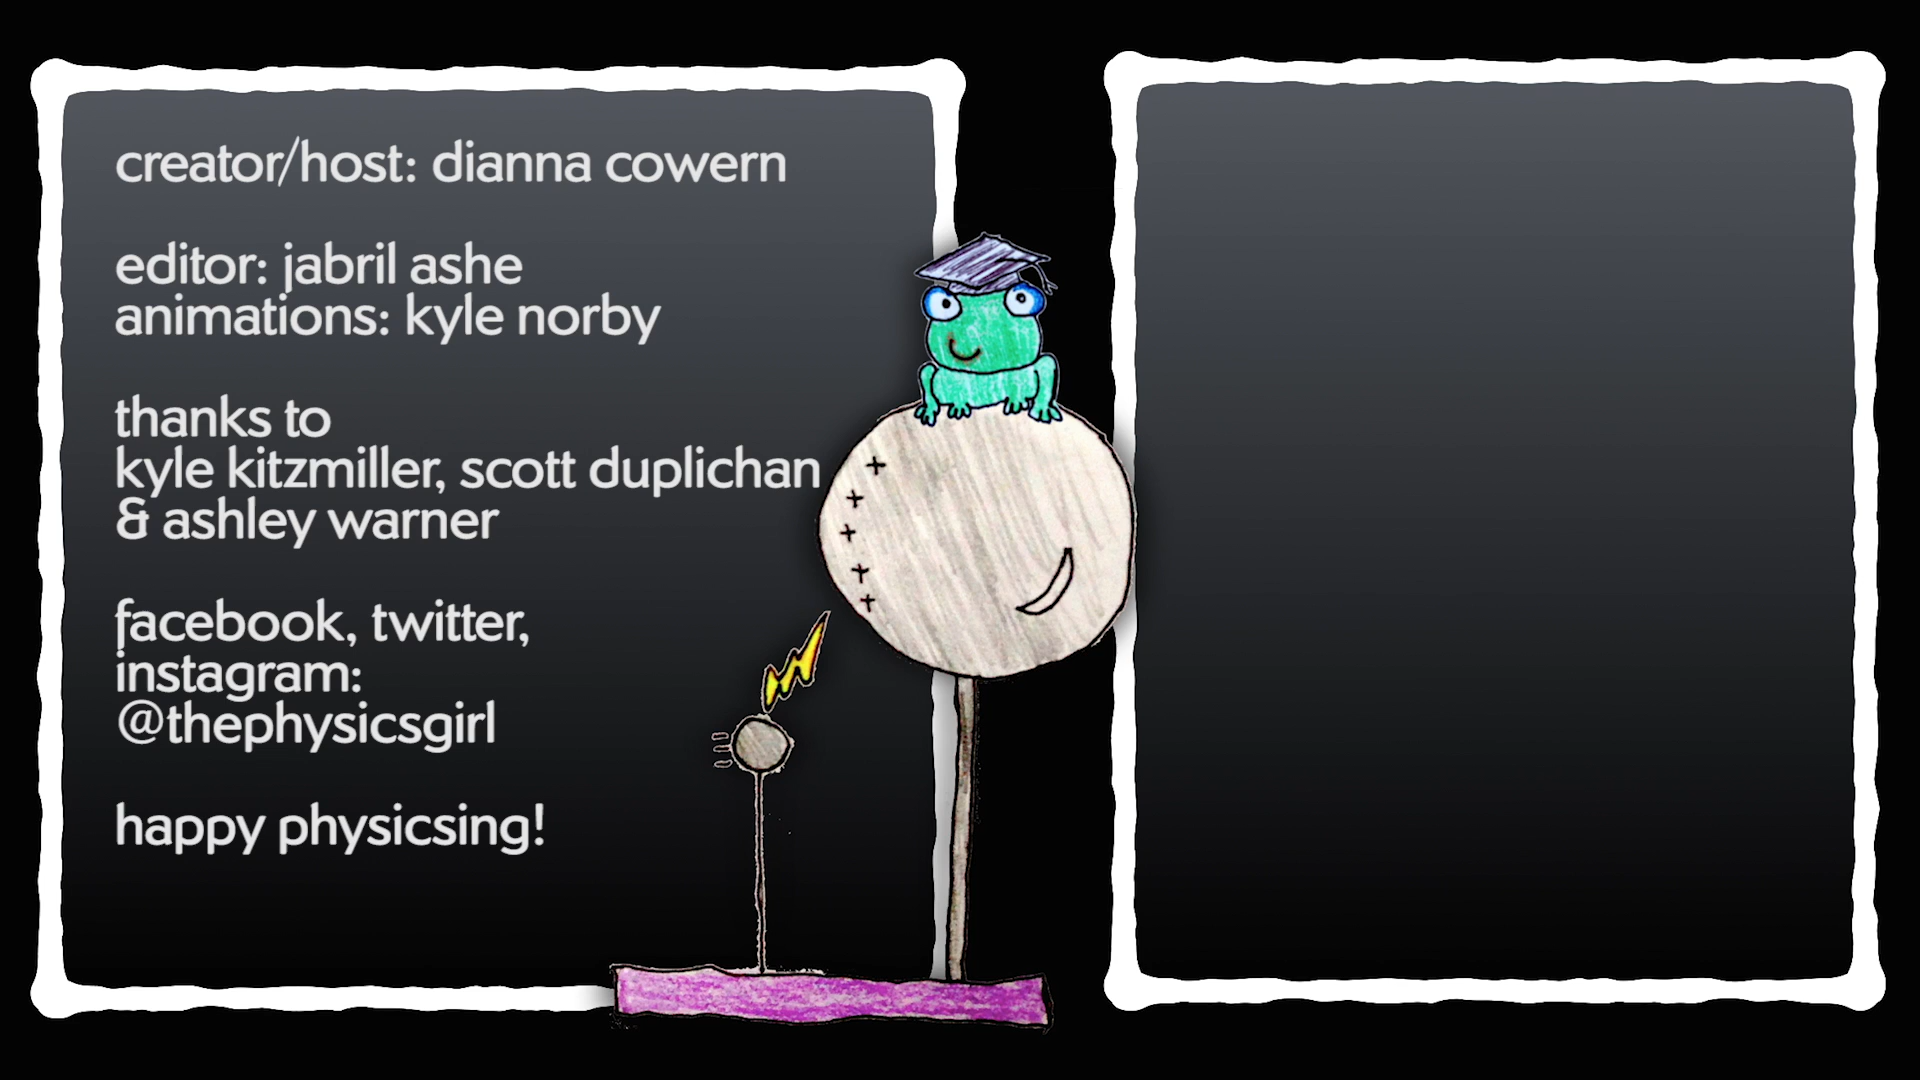 creator/host: dianna cowern
editor: jabril ashe
animations: kyle norby
thanks to
kyle kitzmiller, scott duplichan
& ashley warner
facebook, twitter,
instagram:
@thephysicsgirl
happy physicsing!
+
+
+
+
+